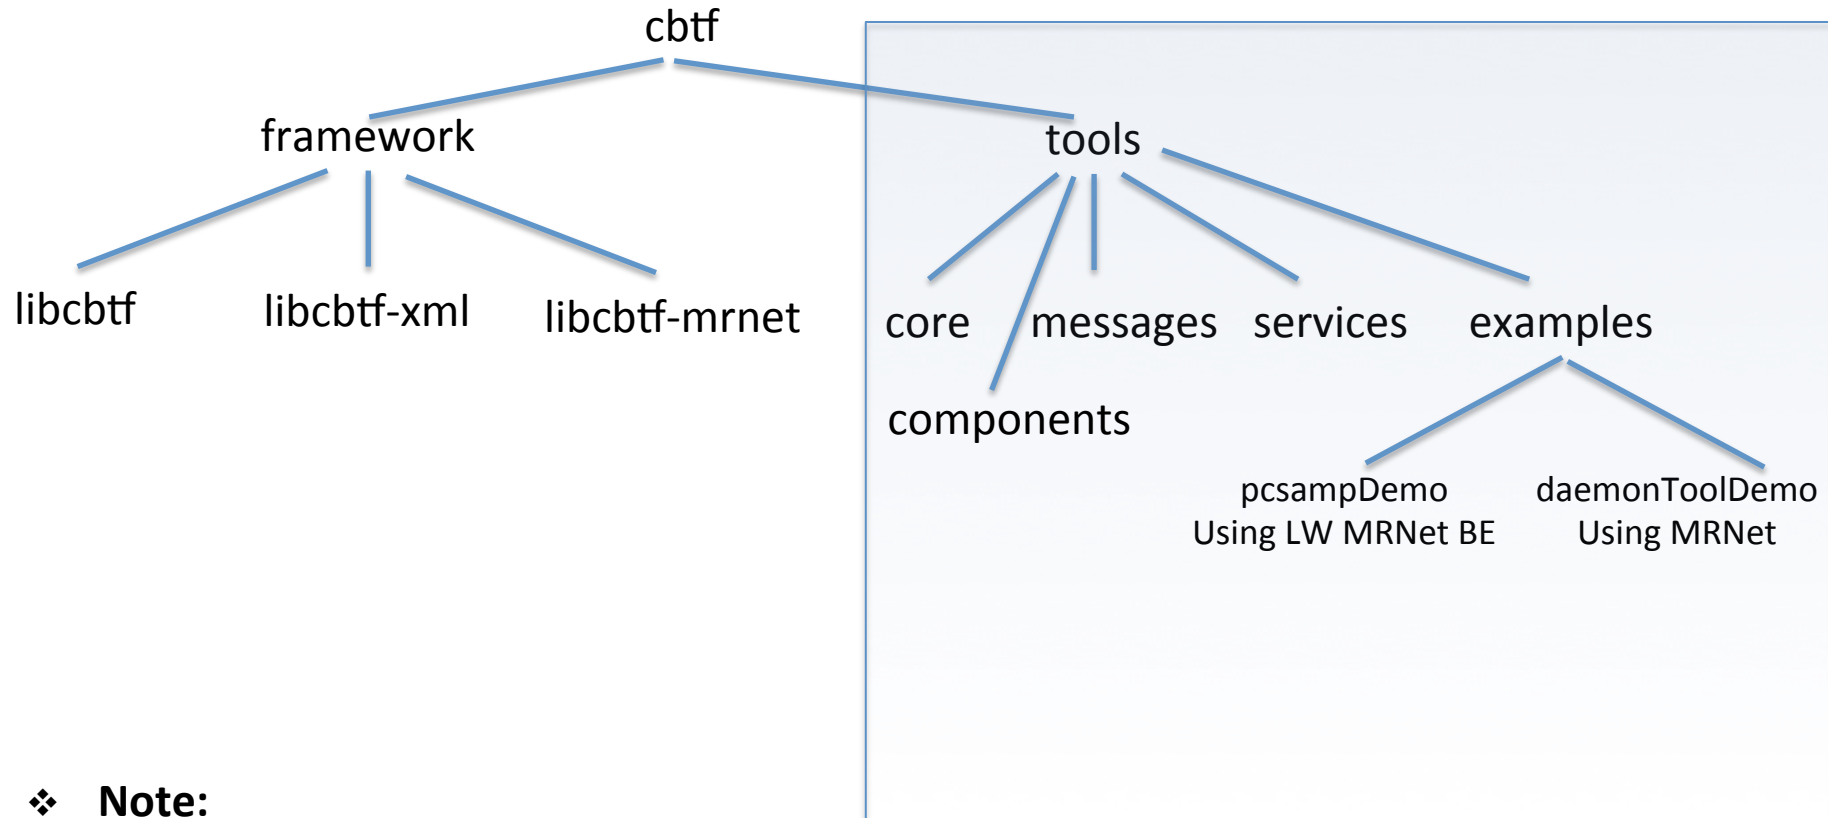 cbtf
framework
tools
libcbtf
libcbtf-xml
libcbtf-mrnet
core
messages
services
examples
components
pcsampDemo
Using LW MRNet BE
daemonToolDemo
Using MRNet
❖ Note: